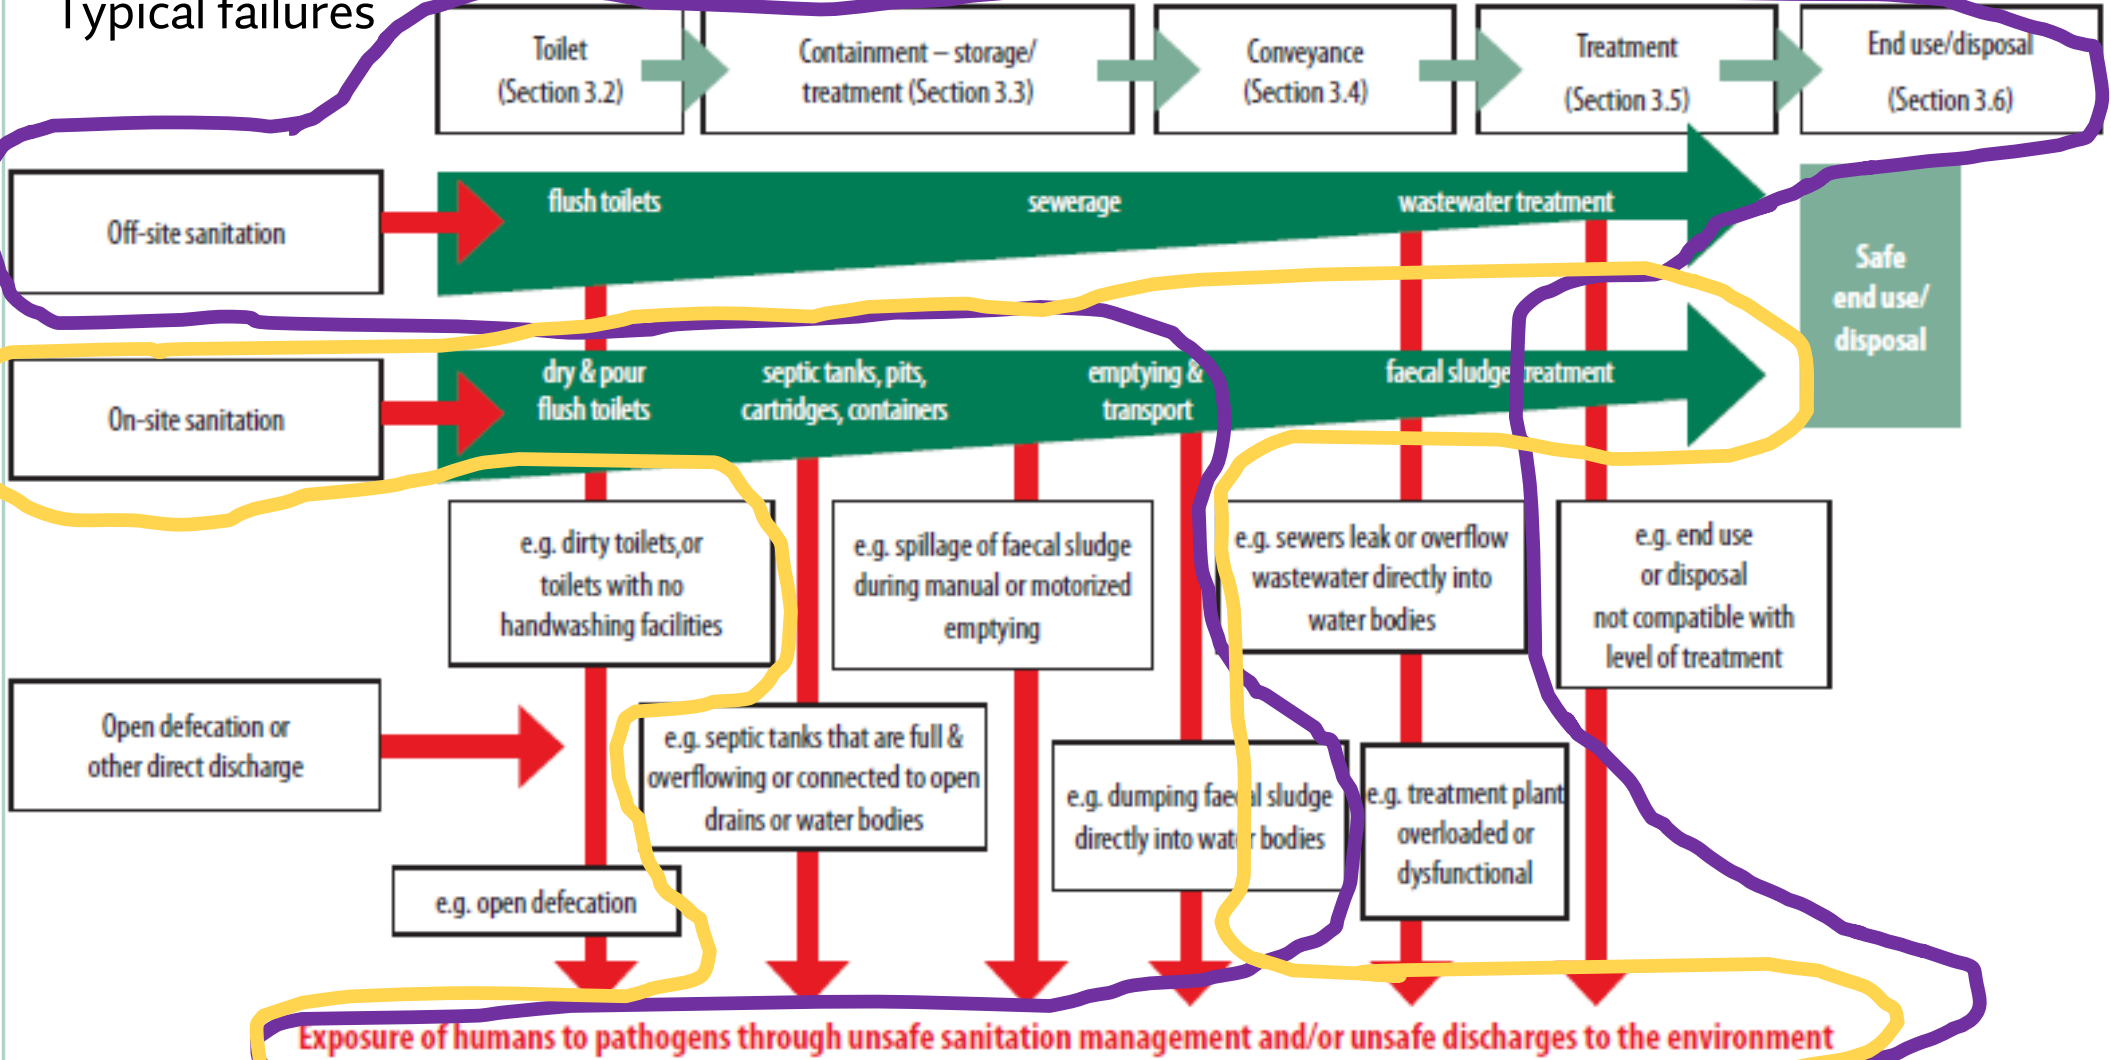 Typical failures
Toilet
(Section 3.2)
Containment – storage/
treatment (Section 3.3)
Conveyance
(Section 3.4)
Treatment
(Section 3.5)
End use/disposal
(Section 3.6)
Off-site sanitation
flush toilets
sewerage
wastewater treatment
Safe
end use/
disposal
On-site sanitation
dry & pour
flush toilets
septic tanks, pits,
cartridges, containers
emptying &
transport
faecal sludge treatment
e.g. dirty toilets,or
toilets with no
handwashing facilities
e.g. spillage of faecal sludge
during manual or motorized
emptying
e.g. sewers leak or overflow
wastewater directly into
water bodies
e.g. end use
or disposal
not compatible with
level of treatment
Open defecation or
other direct discharge
e.g. septic tanks that are full &
overflowing or connected to open
drains or water bodies
e.g. dumping faecal sludge
directly into water bodies
e.g. treatment plant
overloaded or
dysfunctional
e.g. open defecation
Exposure of humans to pathogens through unsafe sanitation management and/or unsafe discharges to the environment